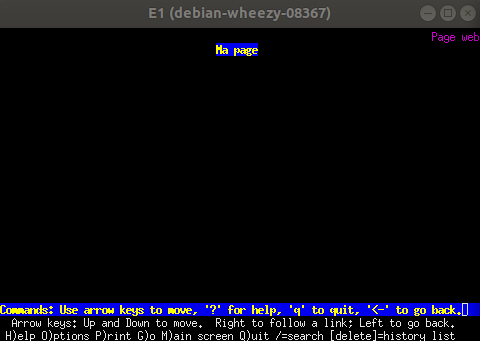 E1 (debian-wheezy-08367)
Page web
Ma page
Commands: Use arrow keys to move, '?' for help, 'q' to quit, '<-' to go back.
Arrow keys: Up and Down to move.  Right to follow a link; Left to go back.
H)elp O)ptions P)rint G)o M)ain screen Q)uit /=search [delete]=history list